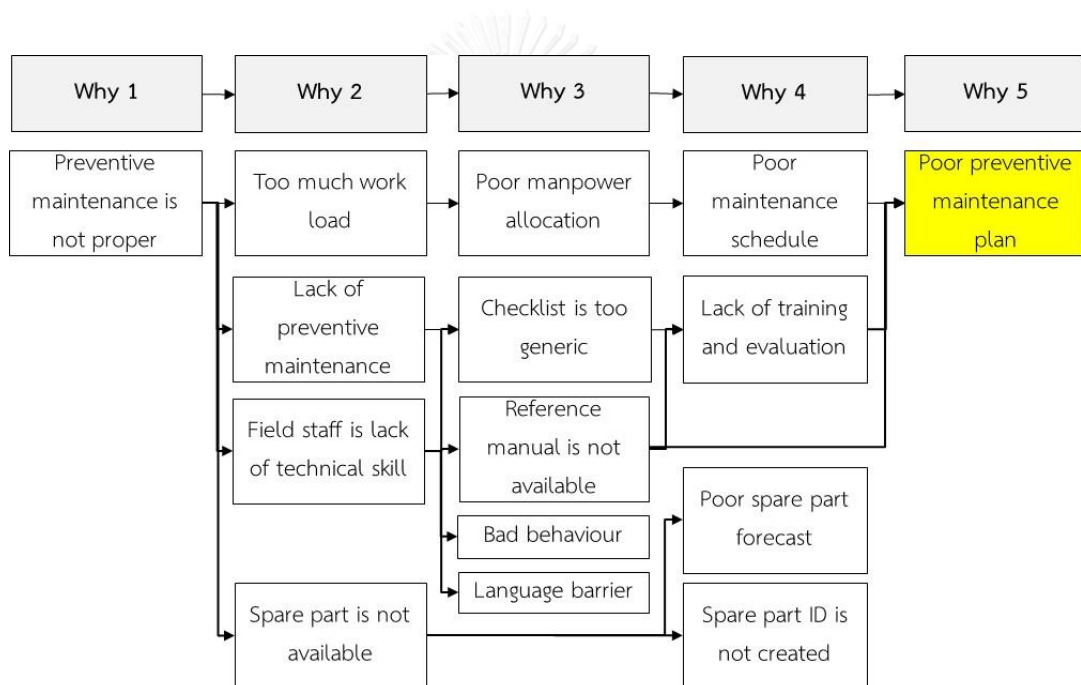 Why 1
Why 2
Why 3
Why 4
Why 5
Preventive
maintenance is
not proper
Too much work
load
Poor manpower
allocation
Poor
maintenance
schedule
Poor preventive
maintenance
plan
Lack of
preventive
maintenance
Checklist is too
generic
Lack of training
and evaluation
Field staff is lack
of technical skill
Reference
manual is not
available
Poor spare part
forecast
Bad behaviour
Language barrier
Spare part is not
available
Spare part ID is
not created